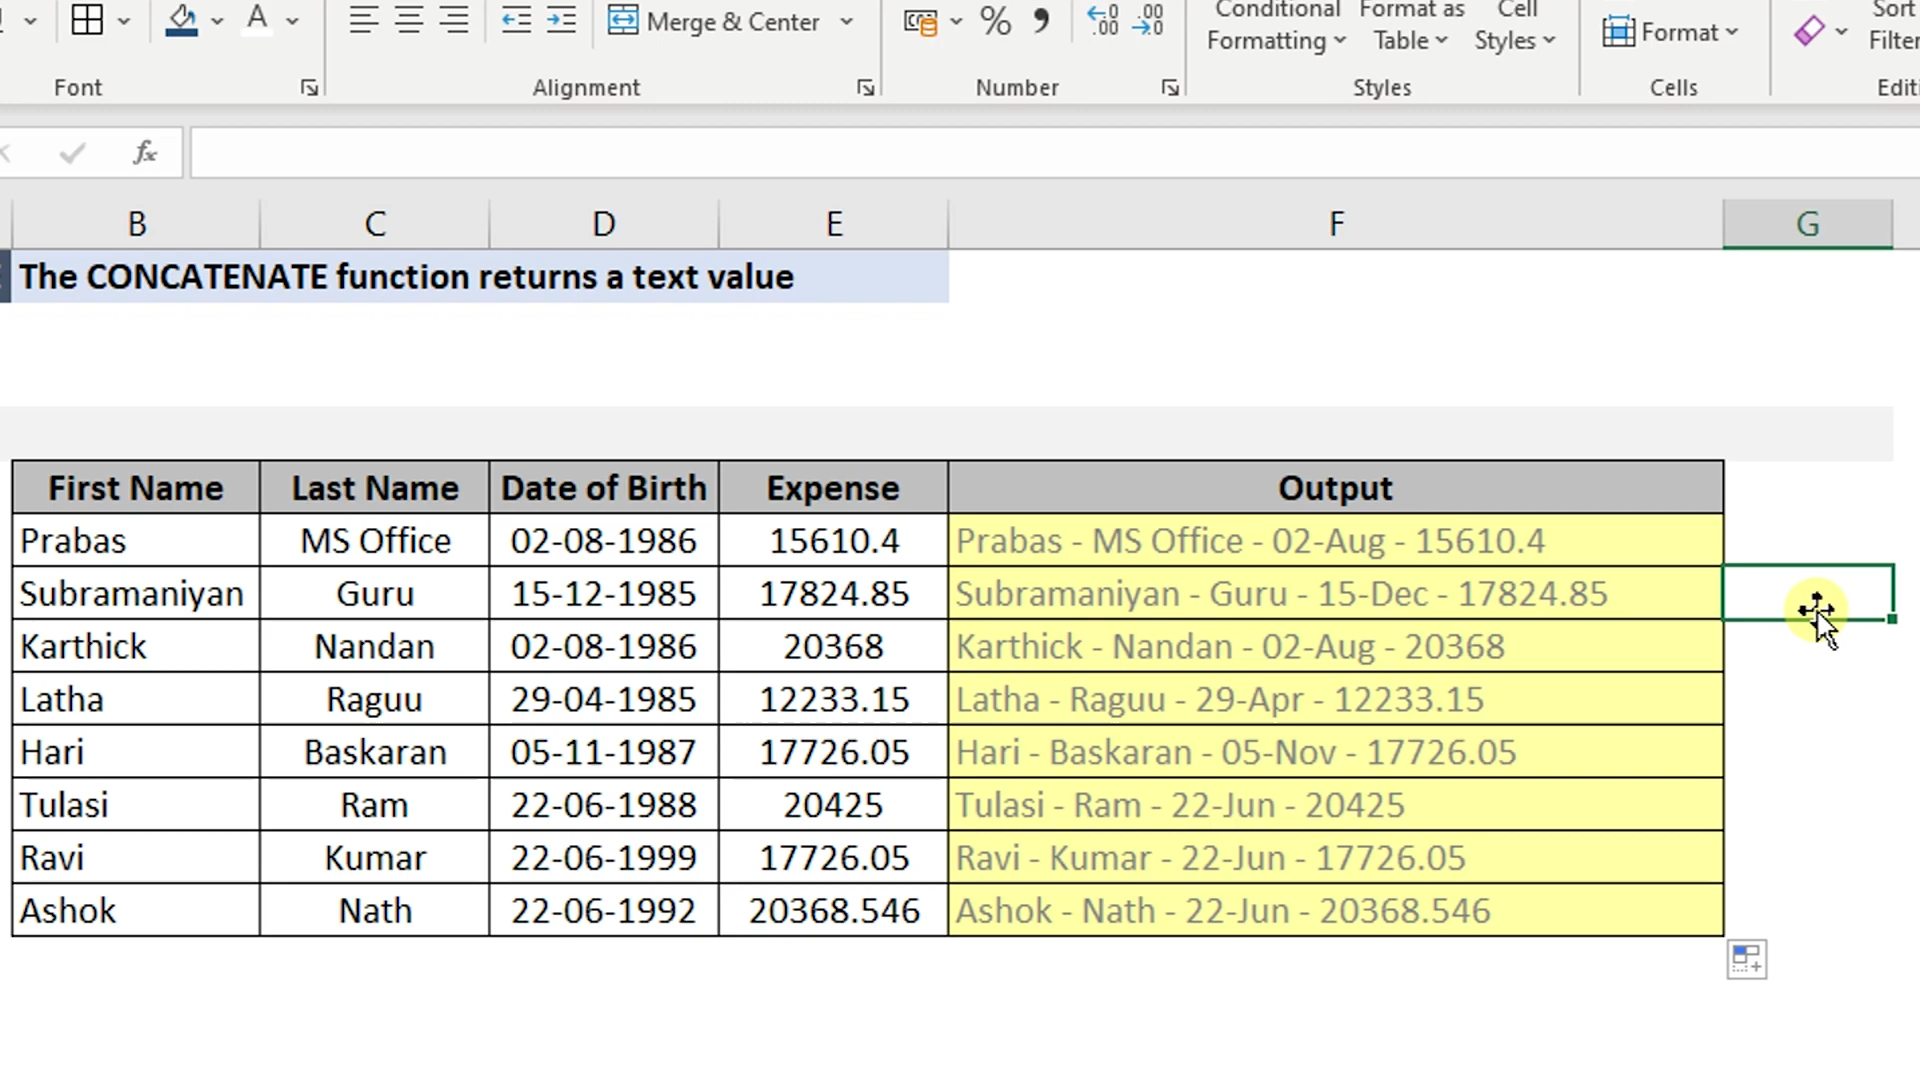 Merge & Center
% .00 .00
Conditional Formatting
Format as Table
Cell Styles
Format
Sort
Filter
Font
Alignment
Number
Styles
Cells
fx
B C D E F G
The CONCATENATE function returns a text value
First Name Last Name Date of Birth Expense Output
Prabas MS Office 02-08-1986 15610.4 Prabas - MS Office - 02-Aug - 15610.4
Subramaniyan Guru 15-12-1985 17824.85 Subramaniyan - Guru - 15-Dec - 17824.85
Karthick Nandan 02-08-1986 20368 Karthick - Nandan - 02-Aug - 20368
Latha Raguu 29-04-1985 12233.15 Latha - Raguu - 29-Apr - 12233.15
Hari Baskaran 05-11-1987 17726.05 Hari - Baskaran - 05-Nov - 17726.05
Tulasi Ram 22-06-1988 20425 Tulasi - Ram - 22-Jun - 20425
Ravi Kumar 22-06-1999 17726.05 Ravi - Kumar - 22-Jun - 17726.05
Ashok Nath 22-06-1992 20368.546 Ashok - Nath - 22-Jun - 20368.546